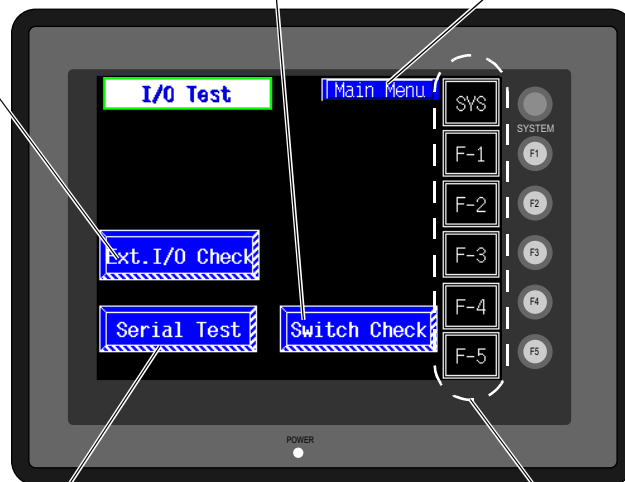 I/O Test
Main Menu
SYS
SYSTEM
F-1
F1
F-2
F2
Ext.I/O Check
F-3
F3
Serial Test
Switch Check
F-4
F4
F-5
F5
POWER